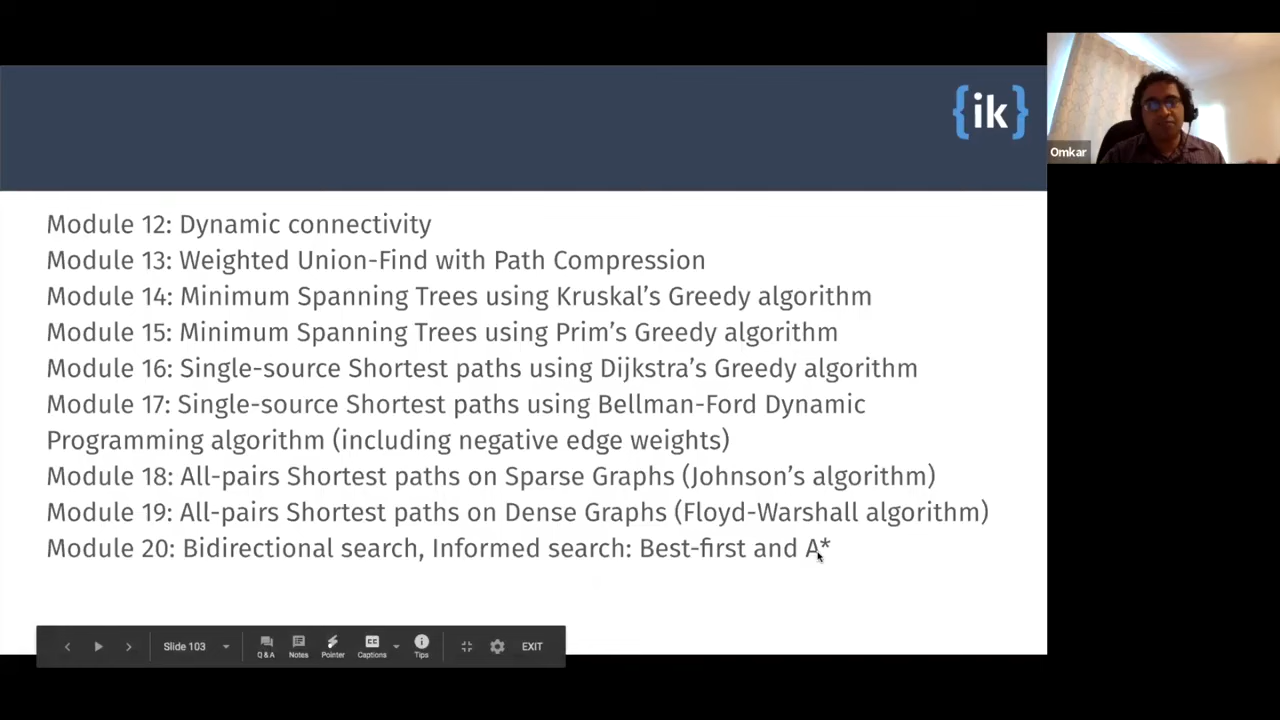 {ik}
Omkar
Module 12: Dynamic connectivity
Module 13: Weighted Union-Find with Path Compression
Module 14: Minimum Spanning Trees using Kruskal’s Greedy algorithm
Module 15: Minimum Spanning Trees using Prim’s Greedy algorithm
Module 16: Single-source Shortest paths using Dijkstra’s Greedy algorithm
Module 17: Single-source Shortest paths using Bellman-Ford Dynamic
Programming algorithm (including negative edge weights)
Module 18: All-pairs Shortest paths on Sparse Graphs (Johnson’s algorithm)
Module 19: All-pairs Shortest paths on Dense Graphs (Floyd-Warshall algorithm)
Module 20: Bidirectional search, Informed search: Best-first and A*
Slide 103 Q & A Notes Pointer CC Captions Tips EXIT